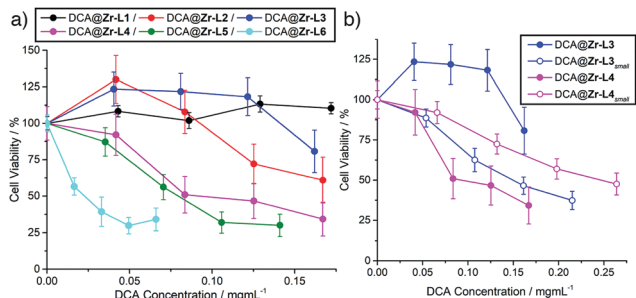 a)
DCA@Zr-L1 / DCA@Zr-L2 / DCA@Zr-L3
DCA@Zr-L4 / DCA@Zr-L5 / DCA@Zr-L6
150
125
100
75
50
25
0
Cell Viability / %
0.00 0.05 0.10 0.15
DCA Concentration / mgmL-1
b)
DCA@Zr-L3
DCA@Zr-L3small
DCA@Zr-L4
DCA@Zr-L4small
125
100
75
50
25
0
Cell Viability / %
0.00 0.05 0.10 0.15 0.20 0.25
DCA Concentration / mgmL-1